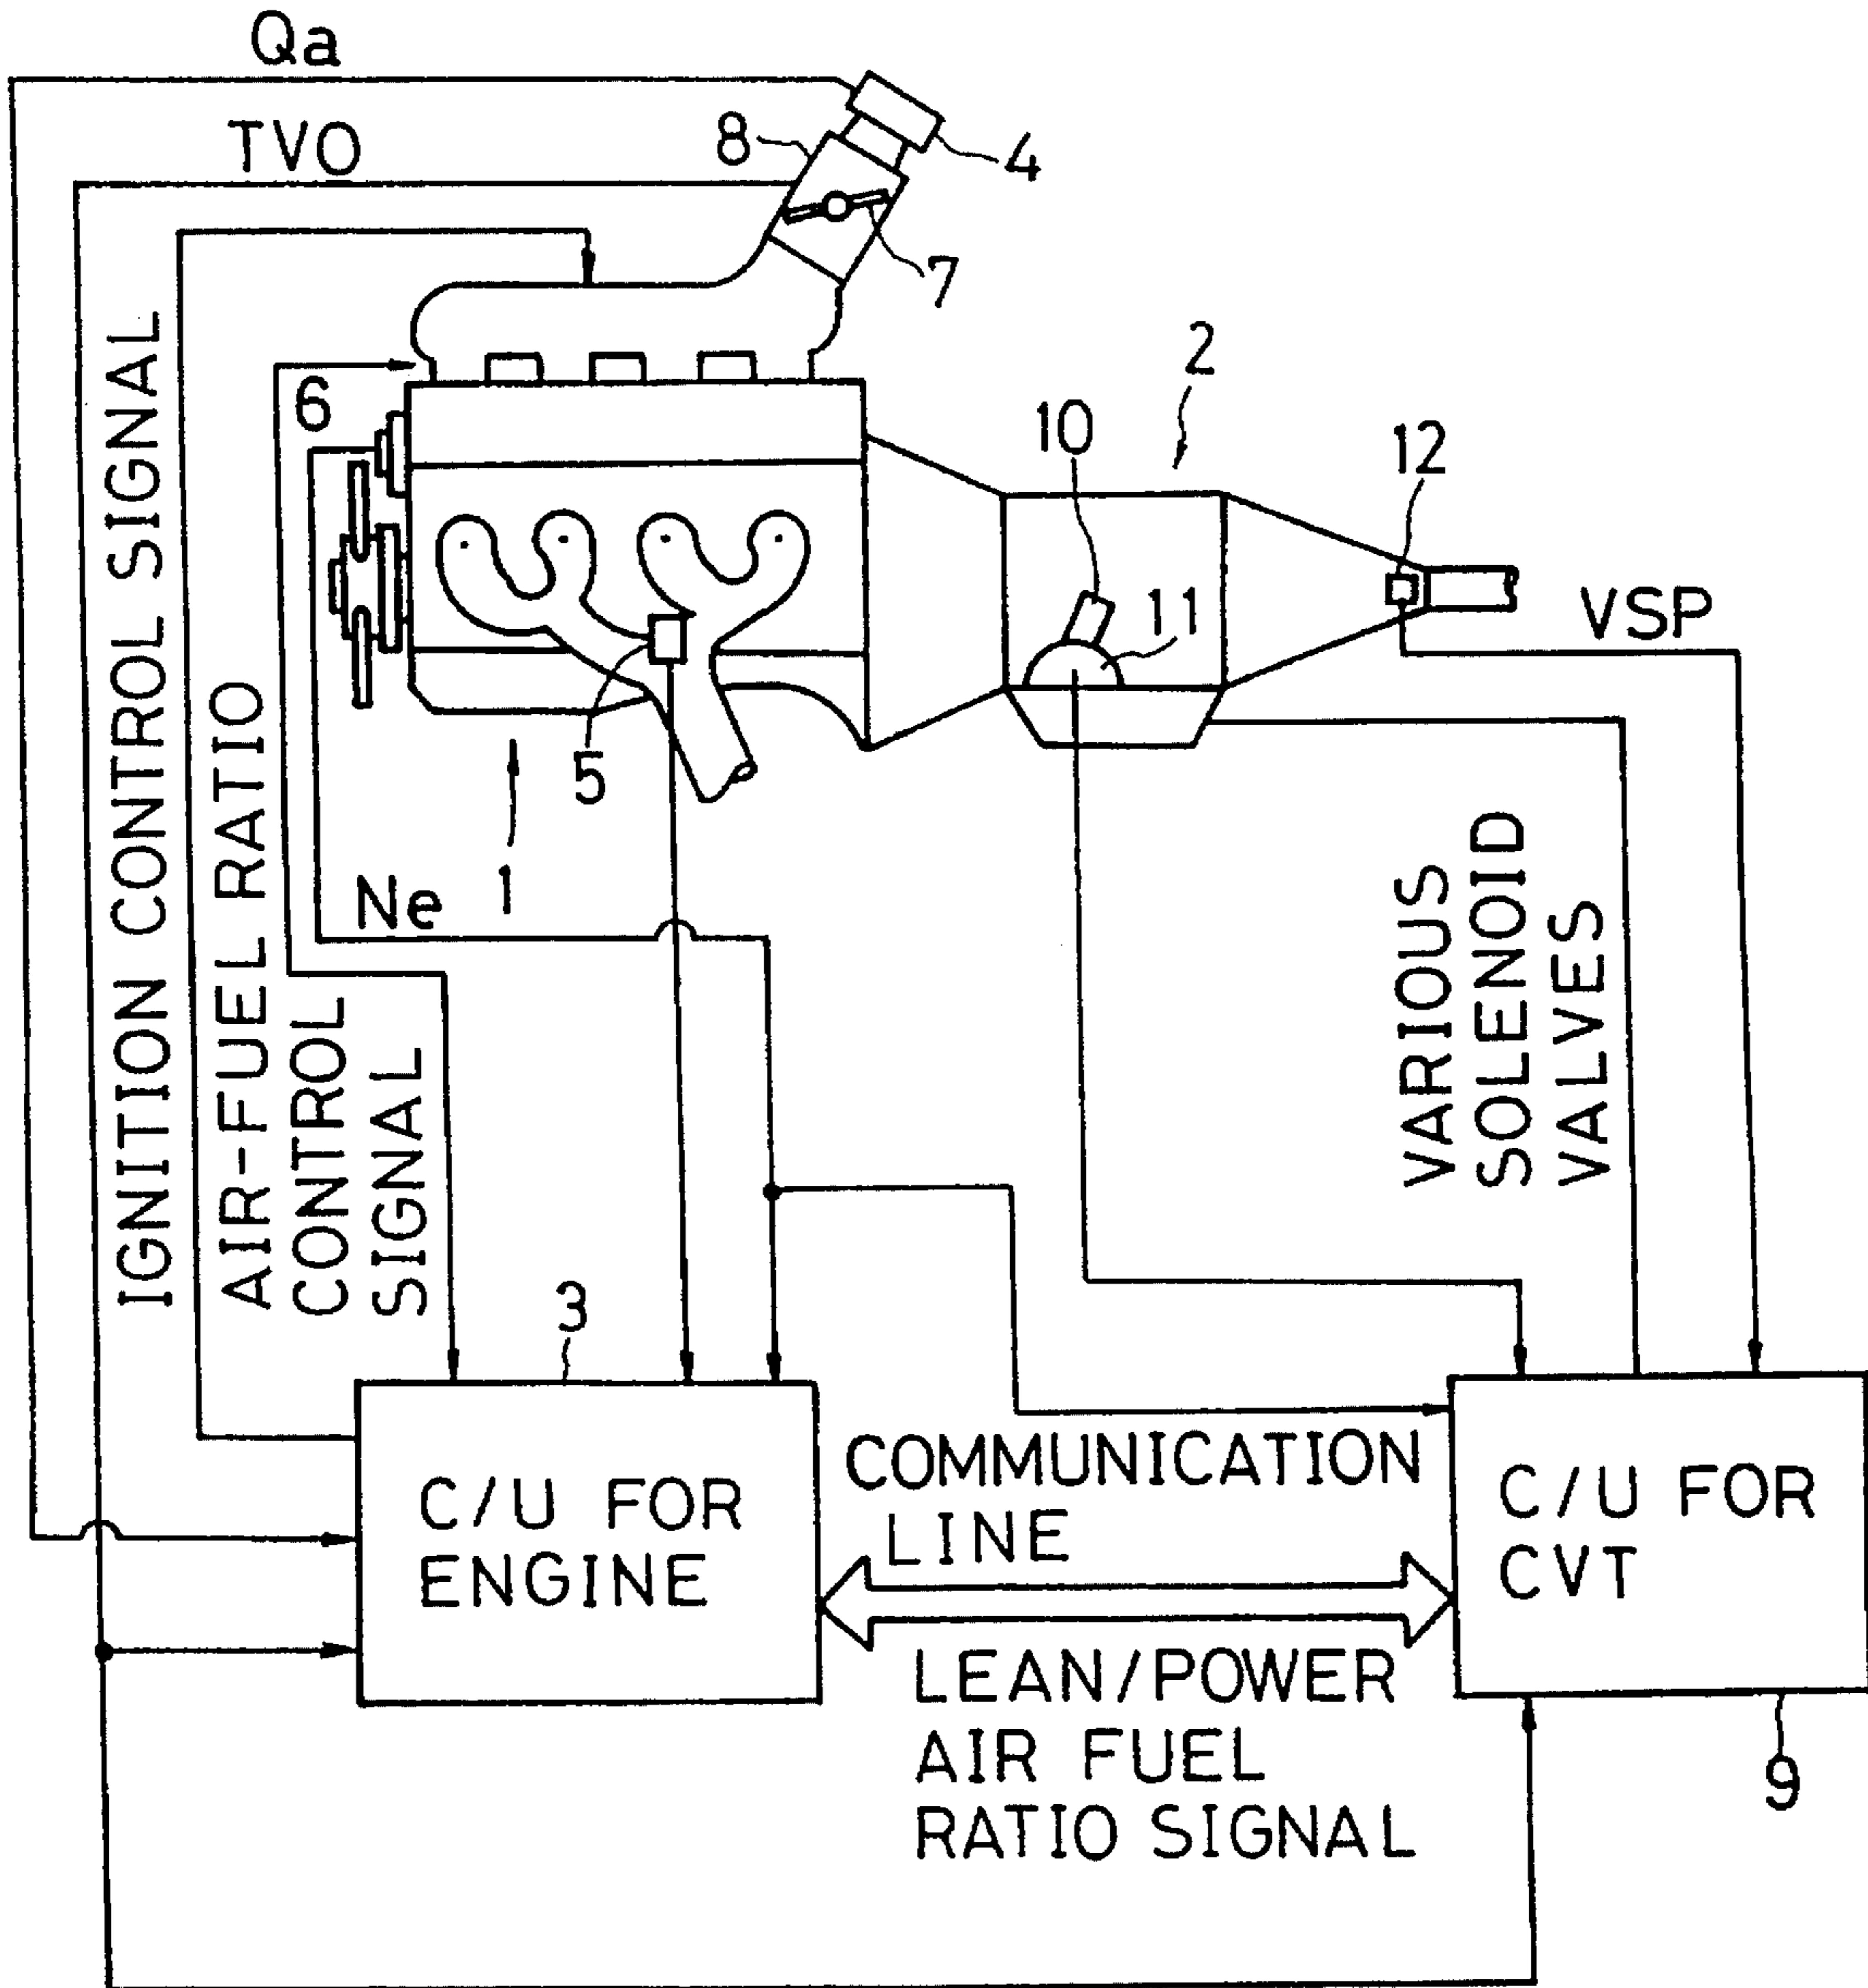 Qa
TVO
8
4
7
6
2
10
12
11
VSP
5
1
Ne
IGNITION CONTROL SIGNAL
AIR-FUEL RATIO
CONTROL
SIGNAL
VARIOUS
SOLENOID
VALVES
3
C/U FOR
ENGINE
COMMUNICATION
LINE
C/U FOR
CVT
LEAN/POWER
AIR FUEL
RATIO SIGNAL
9